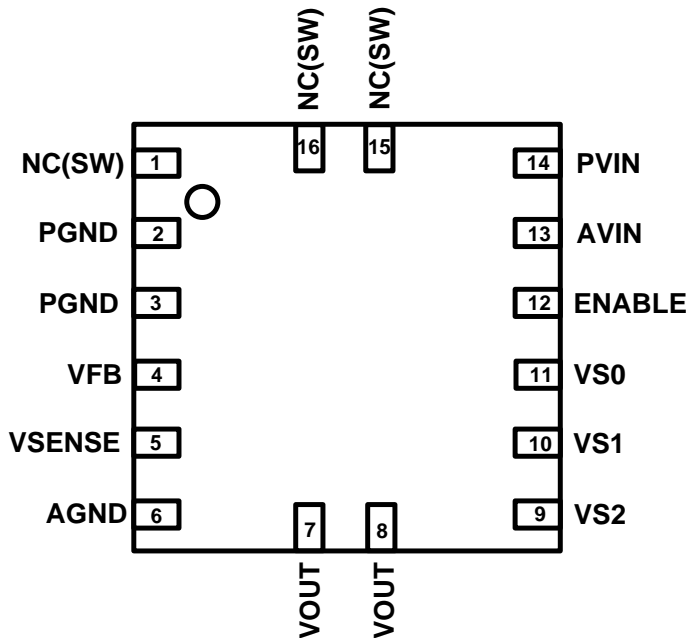 NC(SW)
NC(SW)
16
15
NC(SW)
1
14
PVIN
PGND
2
13
AVIN
PGND
3
12
ENABLE
VFB
4
11
VS0
VSENSE
5
10
VS1
AGND
6
9
VS2
7
8
VOUT
VOUT